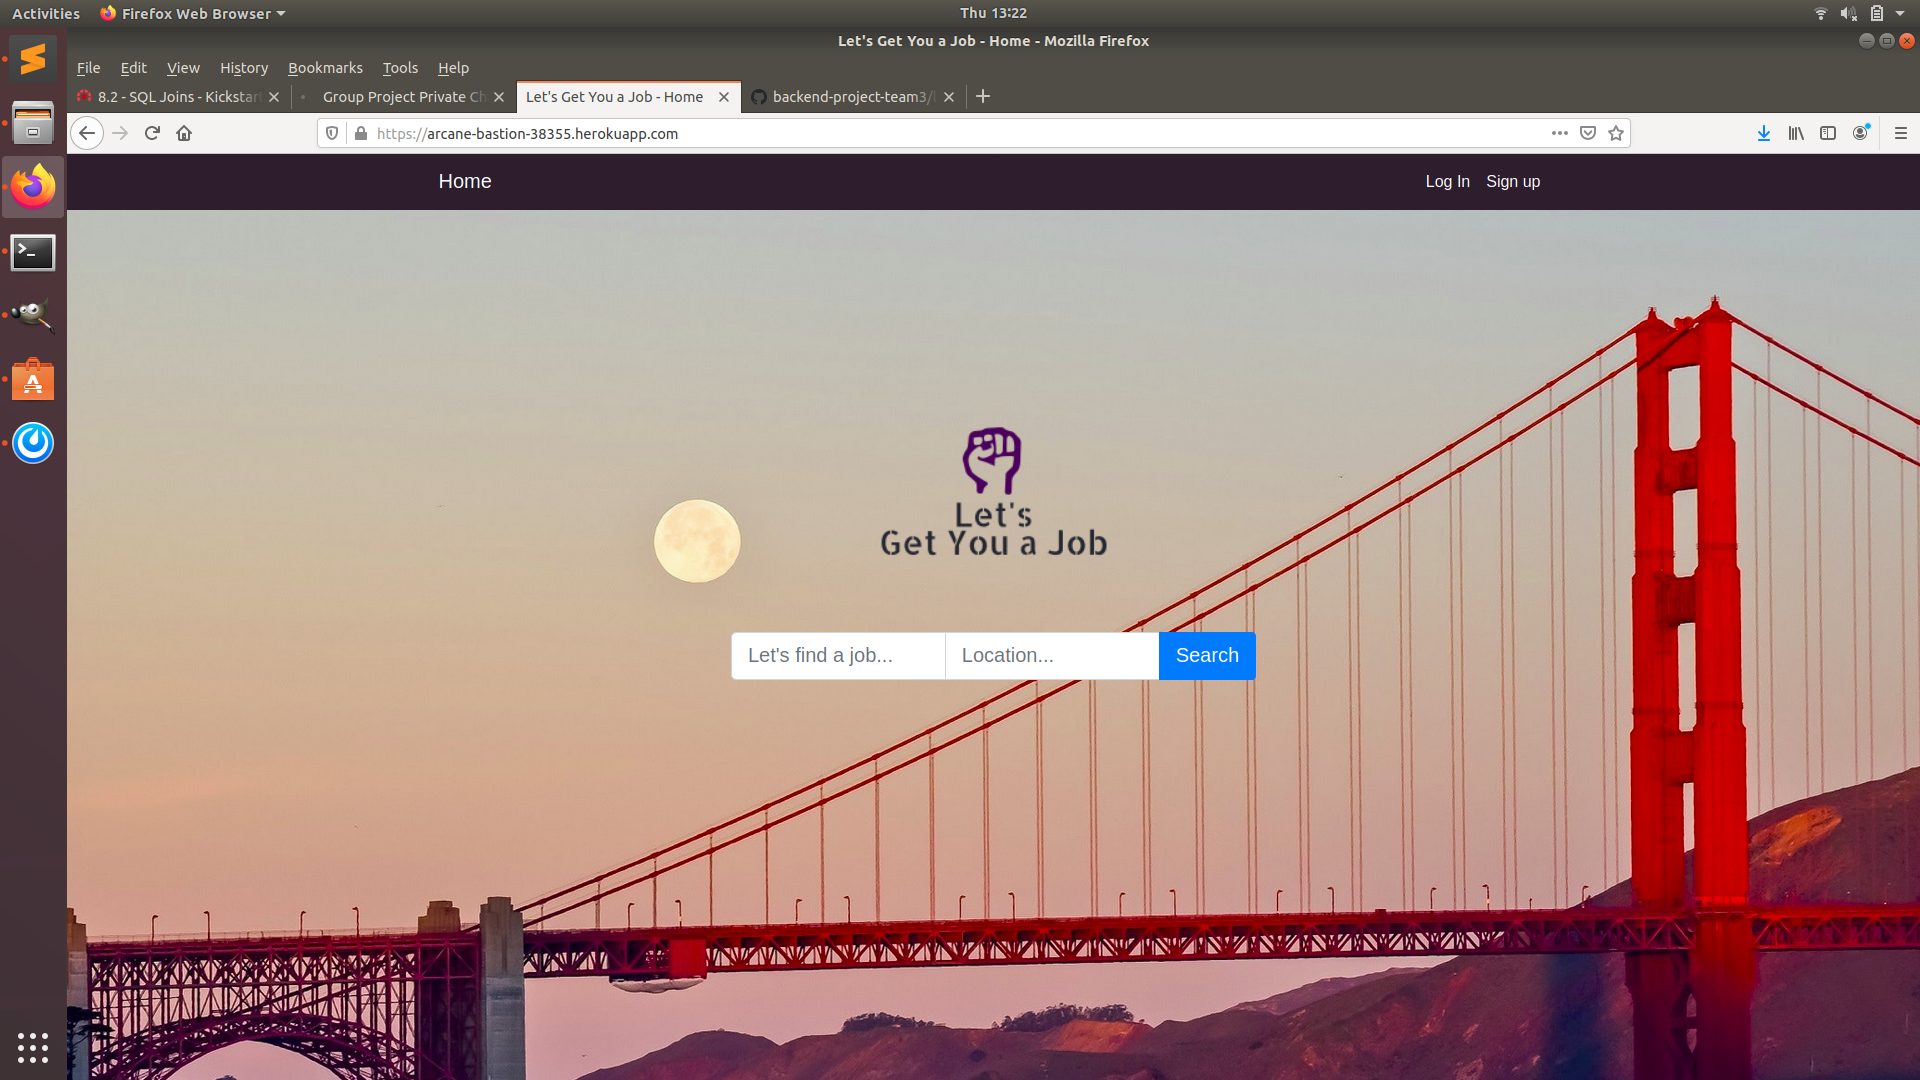 Activities
Firefox Web Browser
Thu 13:22
Let's Get You a Job - Home - Mozilla Firefox
File Edit View History Bookmarks Tools Help
8.2 - SQL Joins - Kickstart
Group Project Private Ch
Let's Get You a Job - Home
backend-project-team3/
https://arcane-bastion-38355.herokuapp.com
Home
Log In
Sign up
Let's
Get You a Job
Let's find a job...
Location...
Search